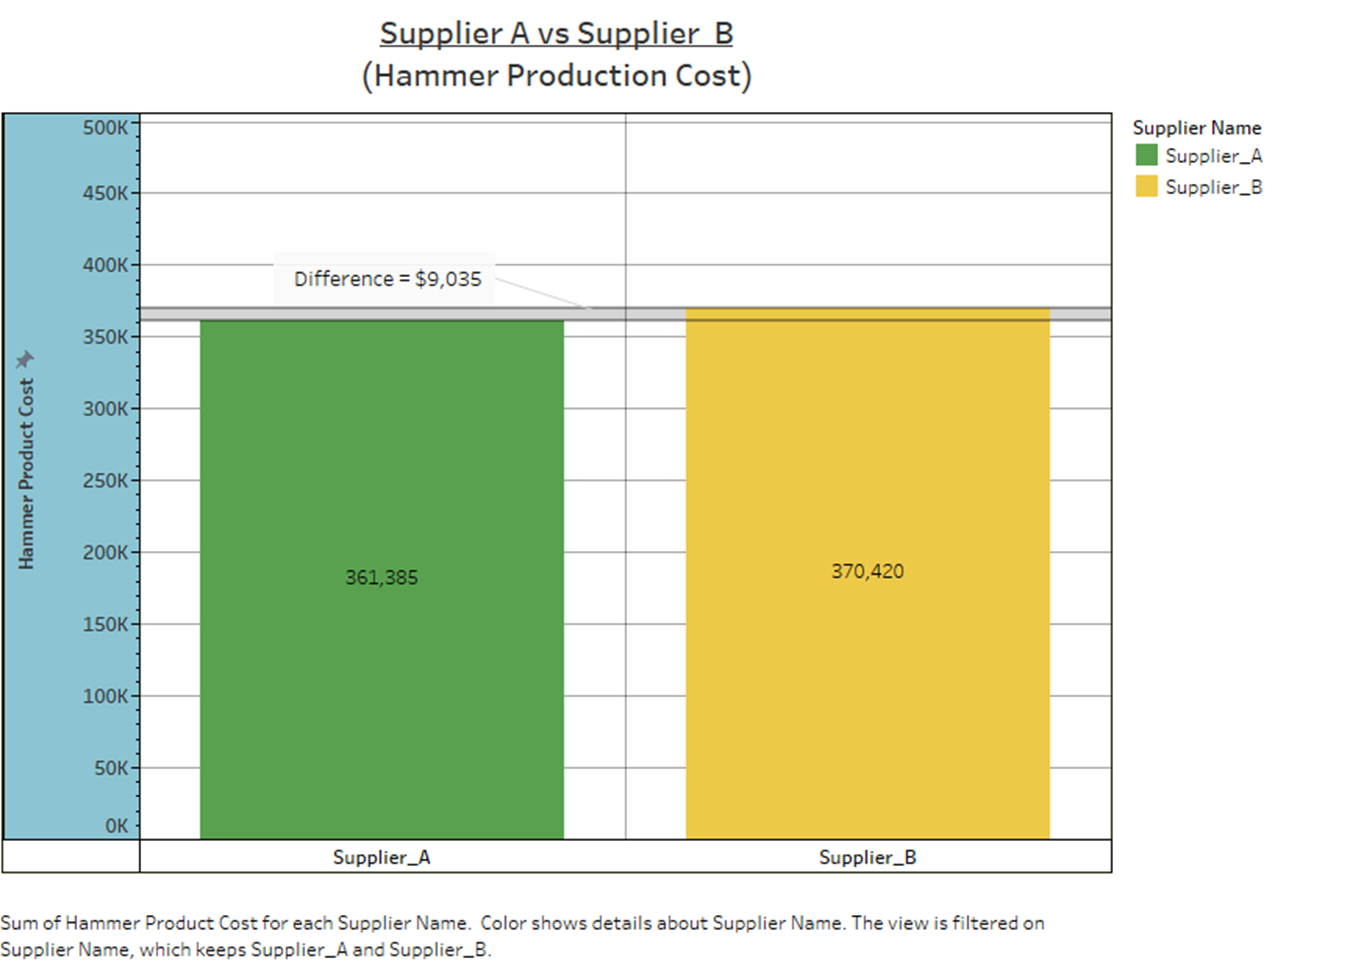 Supplier A vs Supplier  B
(Hammer Production Cost)
Supplier Name
Supplier_A
Supplier_B
Hammer Product Cost
500K
450K
400K
350K
300K
250K
200K
150K
100K
50K
0K
Difference = $9,035
361,385
370,420
Supplier_A
Supplier_B
Sum of Hammer Product Cost for each Supplier Name.  Color shows details about Supplier Name. The view is filtered on
Supplier Name, which keeps Supplier_A and Supplier_B.